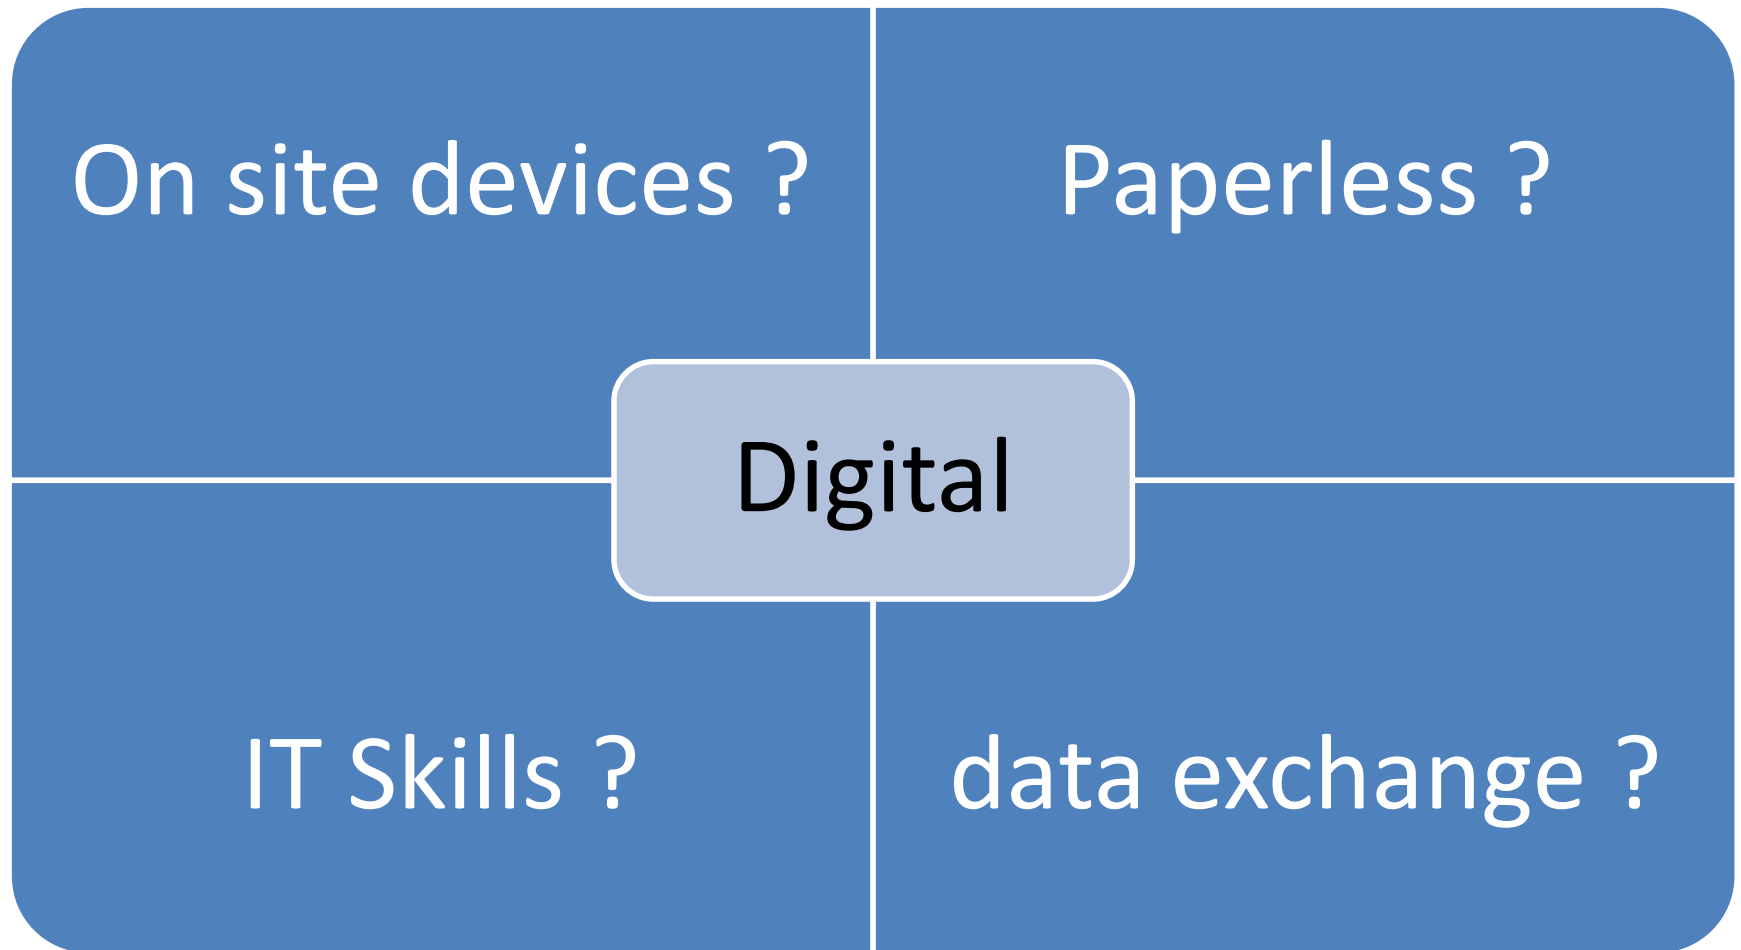 On site devices ?
Paperless ?
Digital
IT Skills ?
data exchange ?